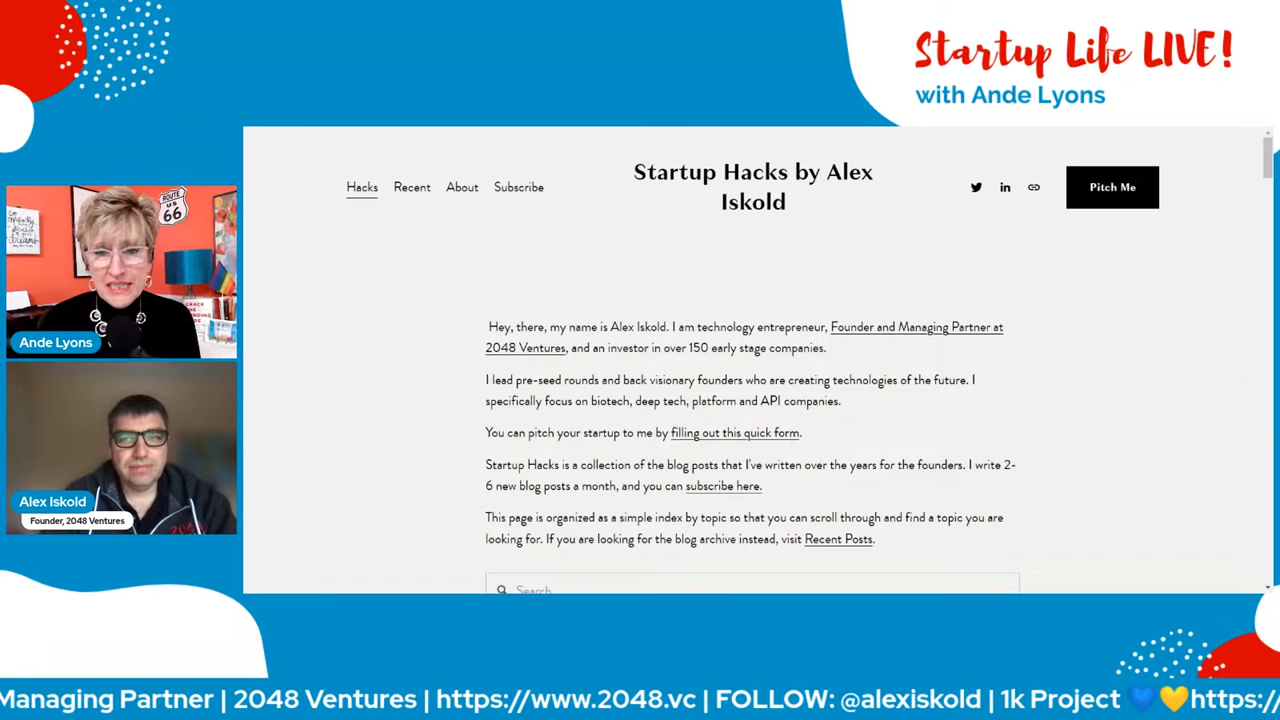 Startup Life LIVE!
with Ande Lyons
Hacks Recent About Subscribe
Startup Hacks by Alex
Iskold
Pitch Me
Hey, there, my name is Alex Iskold. I am technology entrepreneur, Founder and Managing Partner at
2048 Ventures, and an investor in over 150 early stage companies.
I lead pre-seed rounds and back visionary founders who are creating technologies of the future. I
specifically focus on biotech, deep tech, platform and API companies.
You can pitch your startup to me by filling out this quick form.
Startup Hacks is a collection of the blog posts that I've written over the years for the founders. I write 2-
6 new blog posts a month, and you can subscribe here.
This page is organized as a simple index by topic so that you can scroll through and find a topic you are
looking for. If you are looking for the blog archive instead, visit Recent Posts.
Search
ROUTE
US
66
Ande Lyons
Alex Iskold
Founder, 2048 Ventures
Managing Partner | 2048 Ventures | https://www.2048.vc | FOLLOW: @alexiskold | 1k Project 💙💛https:/